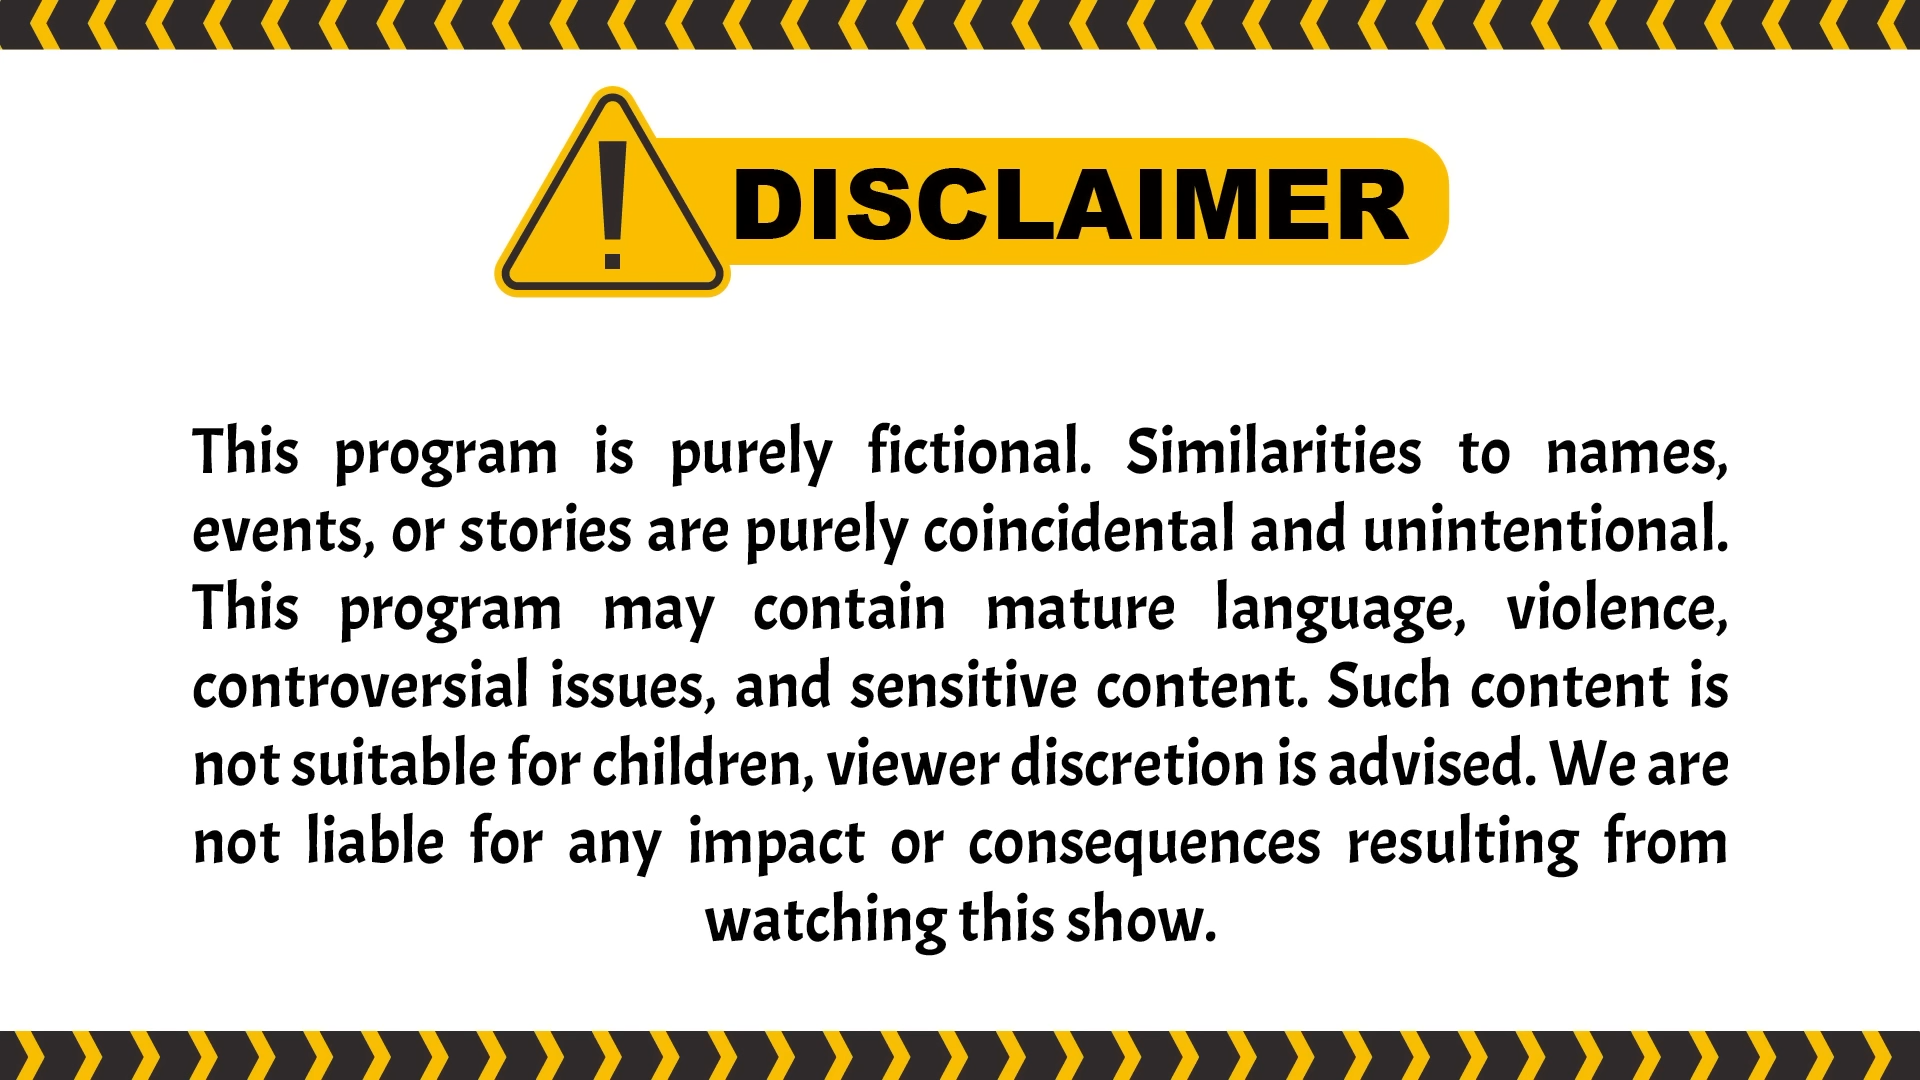 DISCLAIMER
This program is purely fictional. Similarities to names,
events, or stories are purely coincidental and unintentional.
This program may contain mature language, violence,
controversial issues, and sensitive content. Such content is
not suitable for children, viewer discretion is advised. We are
not liable for any impact or consequences resulting from
watching this show.